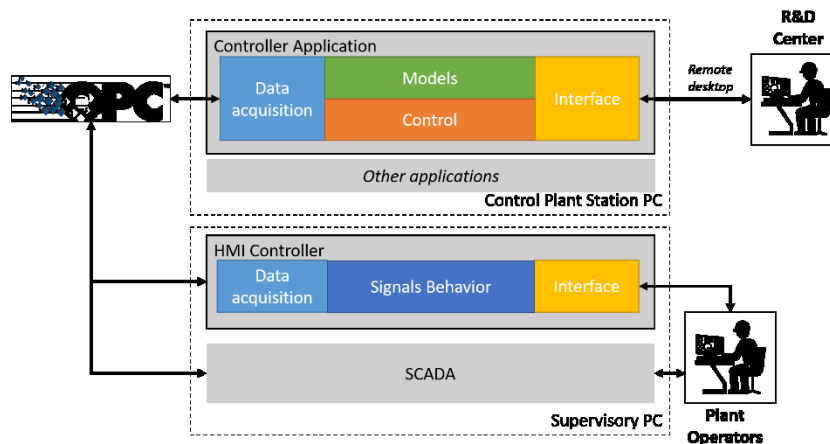 R&D
Center
Controller Application
Data
acquisition
Models
Control
Interface
Remote
desktop
OPC
Other applications
Control Plant Station PC
HMI Controller
Data
acquisition
Signals Behavior
Interface
SCADA
Supervisory PC
Plant
Operators